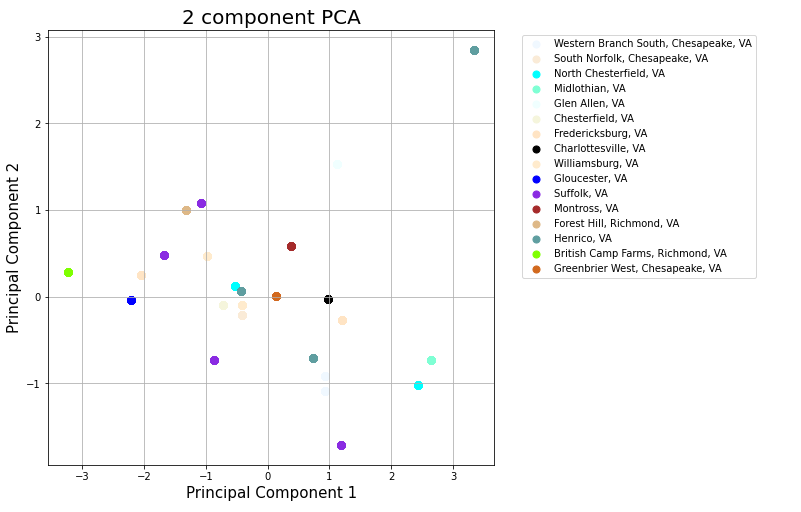 2 component PCA
3
2
1
0
−1
−3
−2
−1
0
1
2
3
Principal Component 2
Principal Component 1
Western Branch South, Chesapeake, VA
South Norfolk, Chesapeake, VA
North Chesterfield, VA
Midlothian, VA
Glen Allen, VA
Chesterfield, VA
Fredericksburg, VA
Charlottesville, VA
Williamsburg, VA
Gloucester, VA
Suffolk, VA
Montross, VA
Forest Hill, Richmond, VA
Henrico, VA
British Camp Farms, Richmond, VA
Greenbrier West, Chesapeake, VA